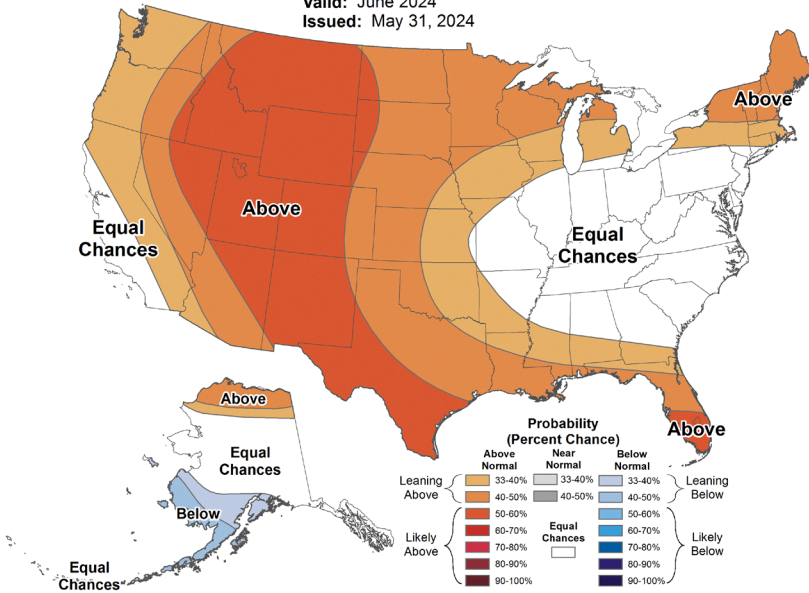 Valid: June 2024
Issued: May 31, 2024
Above
Above
Equal
Chances
Equal
Chances
Above
Above
Equal
Chances
Below
Equal
Chances
Above
Probability
(Percent Chance)
Above
Normal
Near
Normal
Below
Normal
Leaning
Above
33-40%
33-40%
33-40%
Leaning
Below
40-50%
40-50%
40-50%
Likely
Above
50-60%
50-60%
60-70%
Equal
Chances
60-70%
70-80%
70-80%
Likely
Below
80-90%
80-90%
90-100%
90-100%